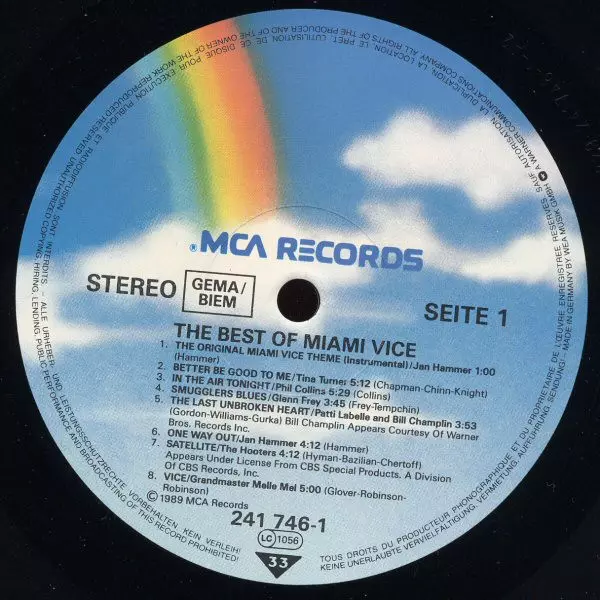 ® MCA RECORDS
STEREO
GEMA/
BIEM
SEITE 1
THE BEST OF MIAMI VICE
1. THE ORIGINAL MIAMI VICE THEME (Instrumental)/Jan Hammer 1:00
(Hammer)
2. BETTER BE GOOD TO ME/Tina Turner 5:12 (Chapman-Chinn-Knight)
3. IN THE AIR TONIGHT/Phil Collins 5:29 (Collins)
4. SMUGGLERS BLUES/Glenn Frey 3:45 (Frey-Tempchin)
5. THE LAST UNBROKEN HEART/Patti Labelle and Bill Champlin 3:53
(Gordon-Williams-Gurka) Bill Champlin Appears Courtesy Of Warner
Bros. Records Inc.
6. ONE WAY OUT/Jan Hammer 4:12 (Hammer)
7. SATELLITE/The Hooters 4:12 (Hyman-Bazilian-Chertoff)
Appears Under License From CBS Special Products. A Division
Of CBS Records, Inc.
8. VICE/Grandmaster Melle Mel 5:00 (Glover-Robinson-
Robinson)
© 1989 MCA Records
241 746-1
LC 1056
33
TOUS DROITS DU PRODUCTEUR PHONOGRAPHIQUE ET DU PROPRIETAIRE DE L'ŒUVRE ENREGISTREE RESERVES. SAUF AUTORISATION, LA DUPLICATION, LA LOCATION, LE PRET, L'UTILISATION DE CE DISQUE POUR EXECUTION PUBLIQUE ET RADIODIFFUSION SONT INTERDITS.
ALLE URHEBER- UND LEISTUNGSSCHUTZRECHTE VORBEHALTEN. KEIN VERLEIH! KEINE UNERLAUBTE VERVIELFÄLTIGUNG, VERMIETUNG, AUFFÜHRUNG, SENDUNG!
MADE IN GERMANY BY WEA MUSIK GMBH
A WARNER COMMUNICATIONS COMPANY
ALL RIGHTS OF THE PRODUCER AND OF THE OWNER OF THE WORK REPRODUCED RESERVED. UNAUTHORIZED COPYING, HIRING, LENDING, PUBLIC PERFORMANCE AND BROADCASTING OF THIS RECORD PROHIBITED!